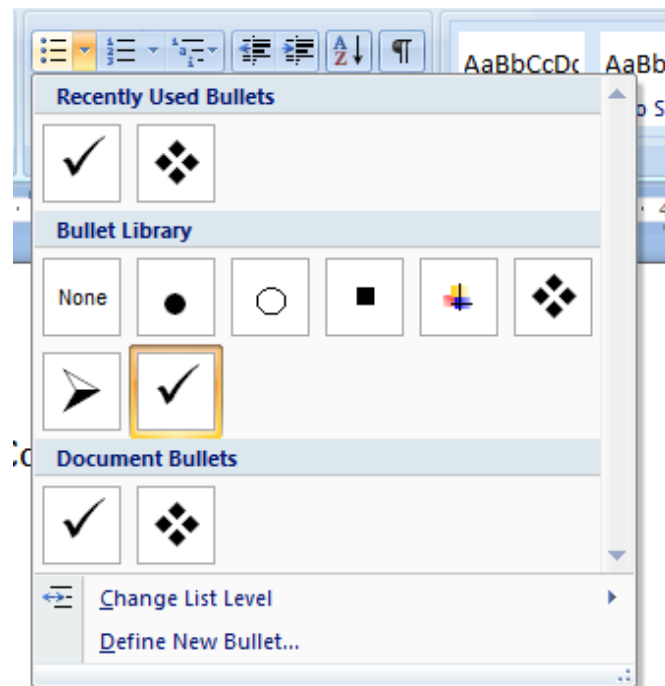 AaBbCcDc AaBb
Recently Used Bullets
Bullet Library
None
Document Bullets
Change List Level
Define New Bullet...